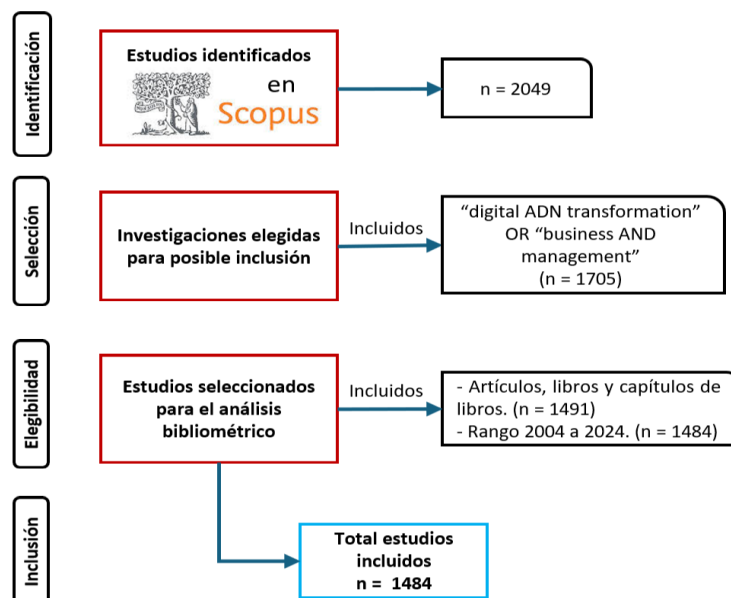 Identificación
Estudios identificados
en
Scopus
n = 2049
Selección
Investigaciones elegidas
para posible inclusión
Incluidos
“digital ADN transformation”
OR “business AND
management”
(n = 1705)
Elegibilidad
Estudios seleccionados
para el análisis
bibliométrico
Incluidos
- Artículos, libros y capítulos de
libros. (n = 1491)
- Rango 2004 a 2024. (n = 1484)
Inclusión
Total estudios
incluidos
n = 1484